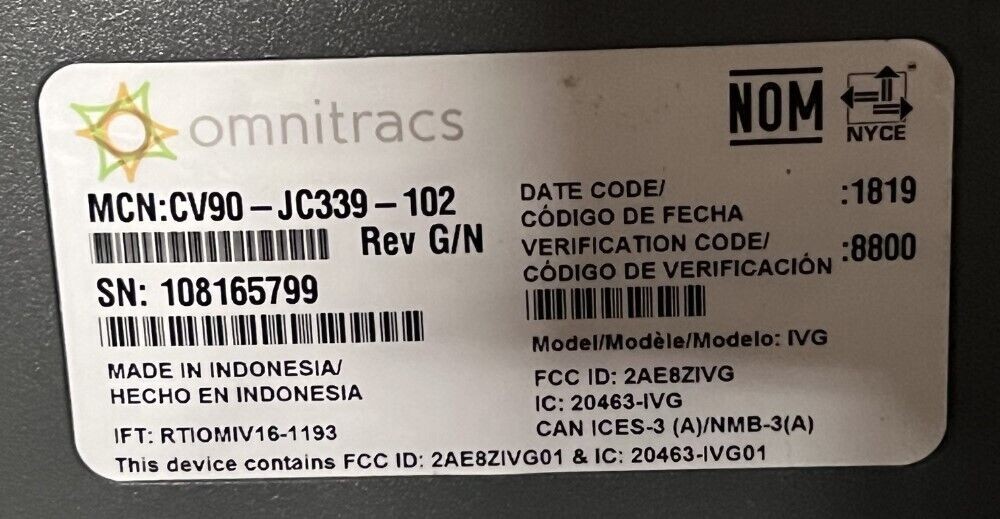 omnitracs
NOM
NYCE
MCN:CV90-JC339-102
Rev G/N
SN: 108165799
MADE IN INDONESIA/
HECHO EN INDONESIA
IFT: RTIOMIV16-1193
DATE CODE/
CÓDIGO DE FECHA :1819
VERIFICATION CODE/
CÓDIGO DE VERIFICACIÓN :8800
Model/Modèle/Modelo: IVG
FCC ID: 2AE8ZIVG
IC: 20463-IVG
CAN ICES-3 (A)/NMB-3(A)
This device contains FCC ID: 2AE8ZIVG01 & IC: 20463-IVG01